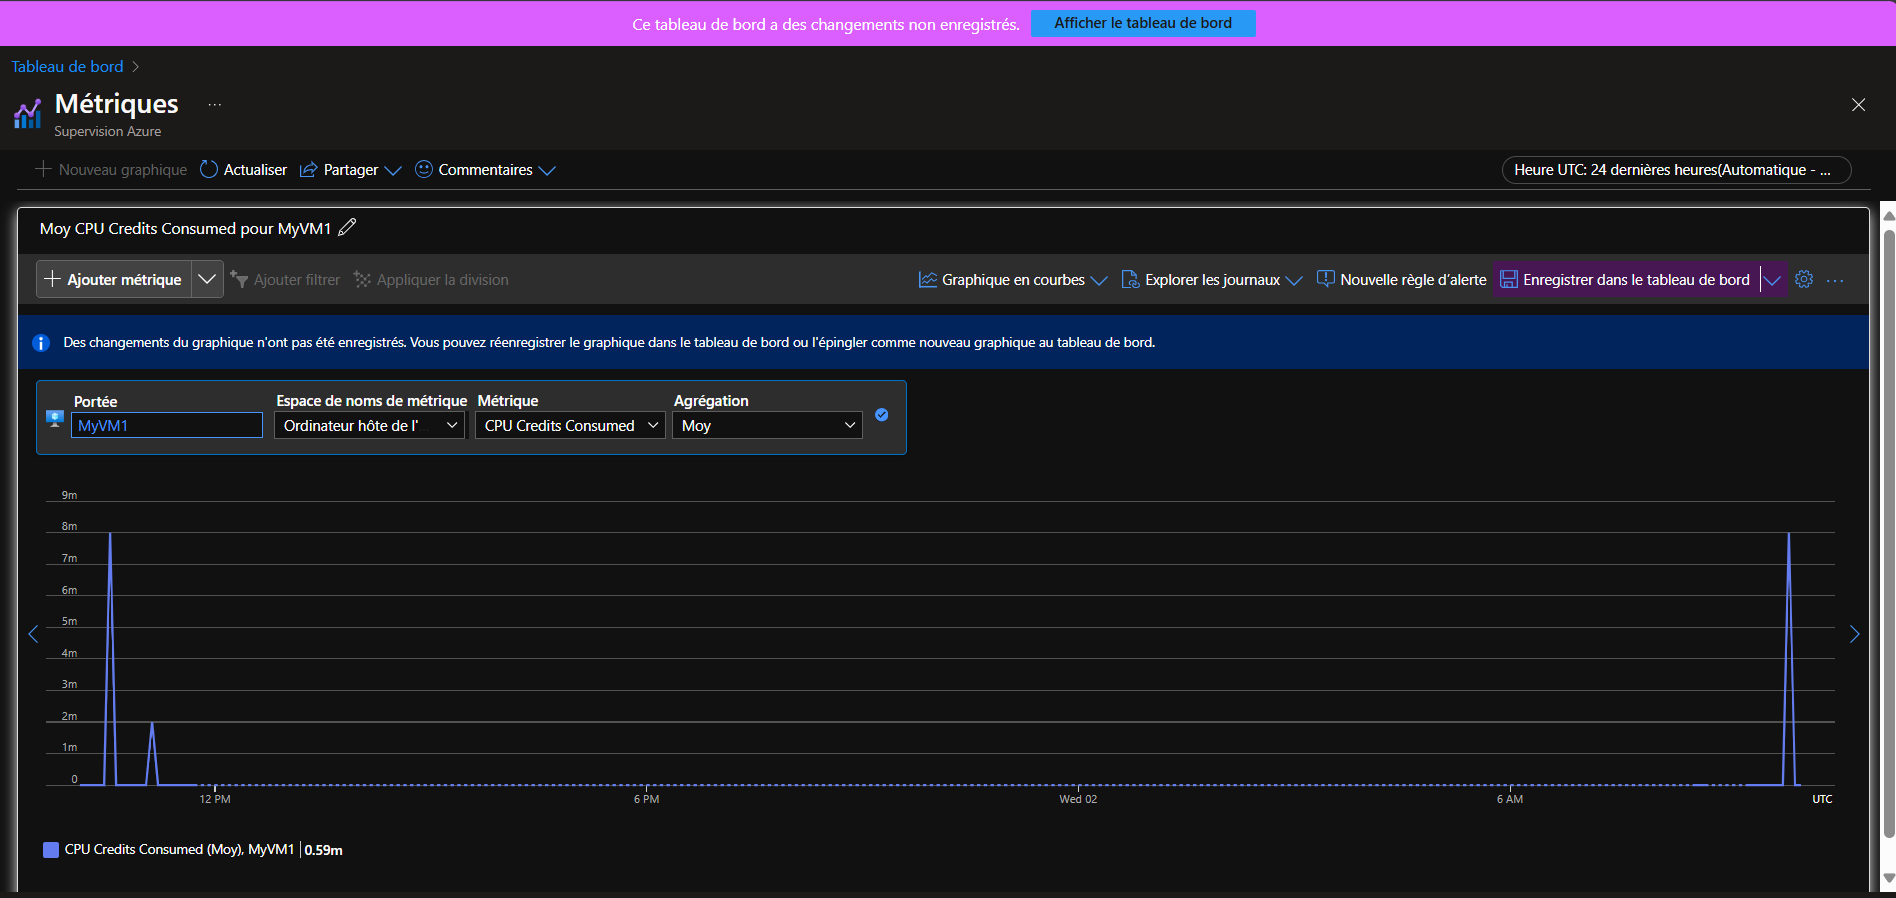 Ce tableau de bord a des changements non enregistrés. Afficher le tableau de bord
Tableau de bord
Métriques ...
Supervision Azure
Nouveau graphique Actualiser Partager Commentaires Heure UTC: 24 dernières heures(Automatique - ...
Moy CPU Credits Consumed pour MyVM1
Ajouter métrique Ajouter filtrer Appliquer la division Graphique en courbes Explorer les journaux Nouvelle règle d’alerte Enregistrer dans le tableau de bord ...
Des changements du graphique n'ont pas été enregistrés. Vous pouvez réenregistrer le graphique dans le tableau de bord ou l'épingler comme nouveau graphique au tableau de bord.
Portée Espace de noms de métrique Métrique Agrégation
MyVM1 Ordinateur hôte de l' CPU Credits Consumed Moy
9m
8m
7m
6m
5m
4m
3m
2m
1m
0
12 PM 6 PM Wed 02 6 AM UTC
CPU Credits Consumed (Moy), MyVM1 0.59m